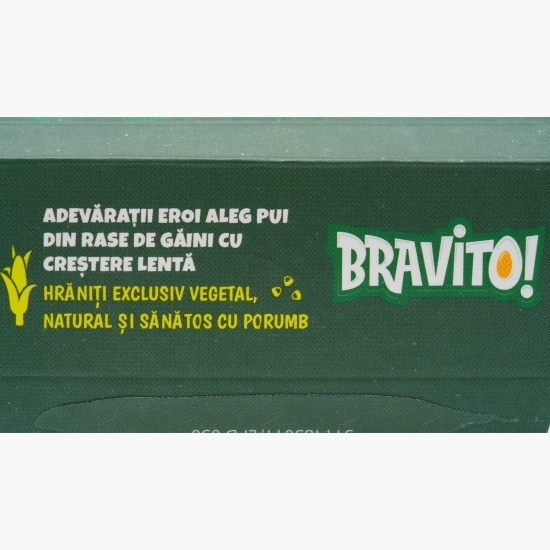 ADEVĂRAȚII EROI ALEG PUI
DIN RASE DE GĂINI CU
CREȘTERE LENTĂ
HRĂNIȚI EXCLUSIV VEGETAL,
NATURAL ȘI SĂNĂTOS CU PORUMB
BRAVITO!